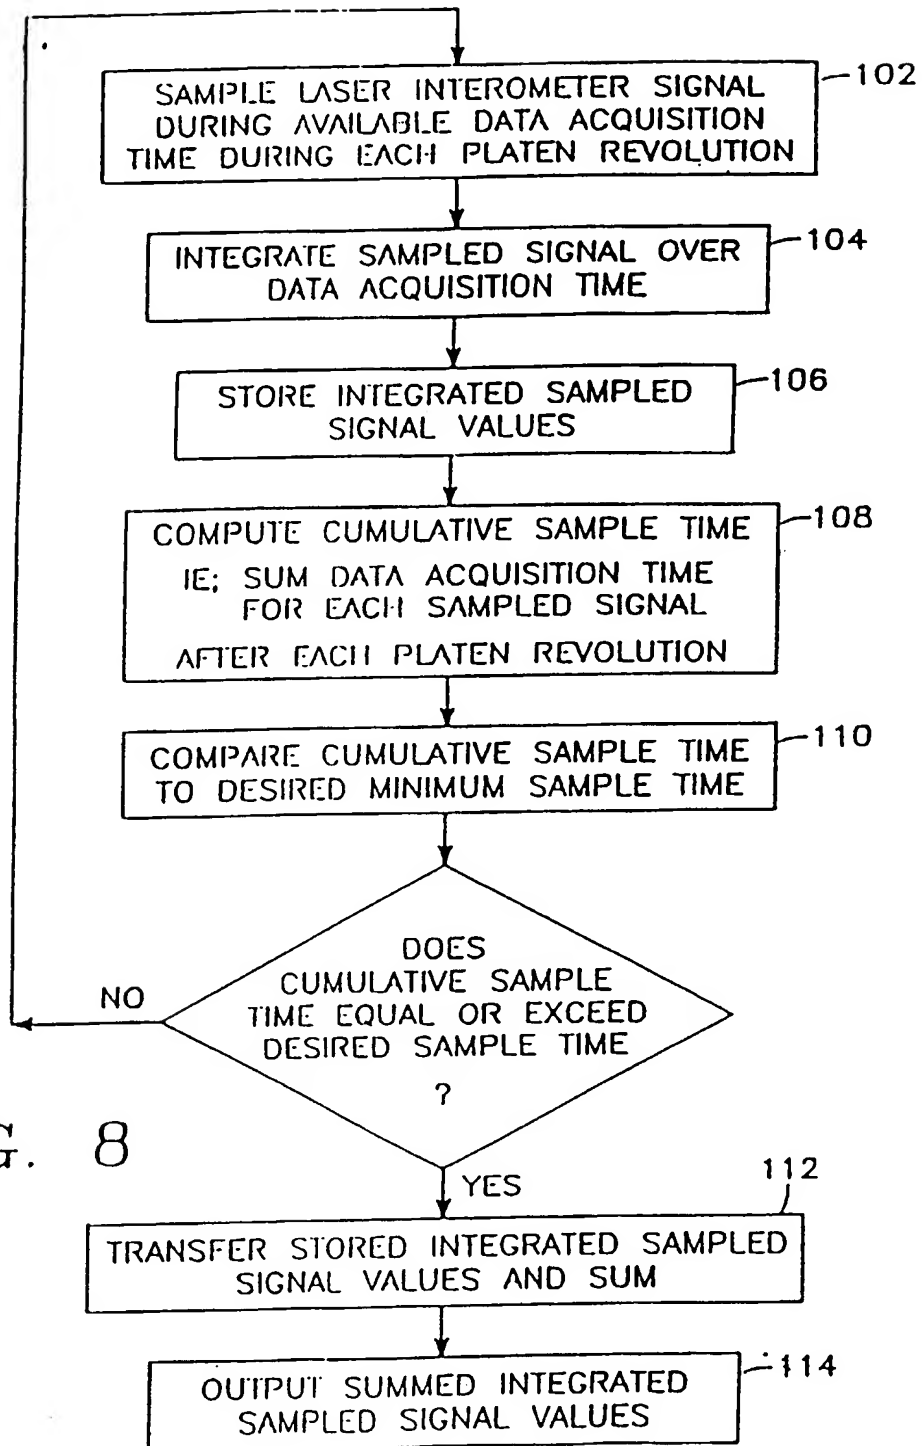 SAMPLE LASER INTEROMETER SIGNAL
DURING AVAILABLE DATA ACQUISITION
TIME DURING EACH PLATEN REVOLUTION
102
INTEGRATE SAMPLED SIGNAL OVER
DATA ACQUISITION TIME
104
STORE INTEGRATED SAMPLED
SIGNAL VALUES
106
COMPUTE CUMULATIVE SAMPLE TIME
IE; SUM DATA ACQUISITION TIME
FOR EACH SAMPLED SIGNAL
AFTER EACH PLATEN REVOLUTION
108
COMPARE CUMULATIVE SAMPLE TIME
TO DESIRED MINIMUM SAMPLE TIME
110
DOES
CUMULATIVE SAMPLE
TIME EQUAL OR EXCEED
DESIRED SAMPLE TIME
?
NO
G. 8
YES
112
TRANSFER STORED INTEGRATED SAMPLED
SIGNAL VALUES AND SUM
OUTPUT SUMMED INTEGRATED
SAMPLED SIGNAL VALUES
114